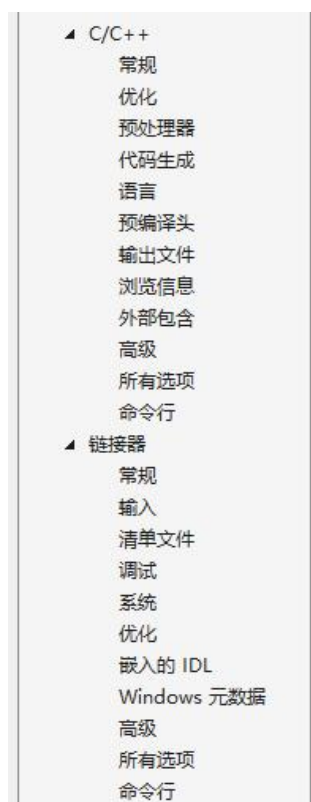 C/C++
常规
优化
预处理器
代码生成
语言
预编译头
输出文件
浏览信息
外部包含
高级
所有选项
命令行
链接器
常规
输入
清单文件
调试
系统
优化
嵌入的 IDL
Windows 元数据
高级
所有选项
命令行